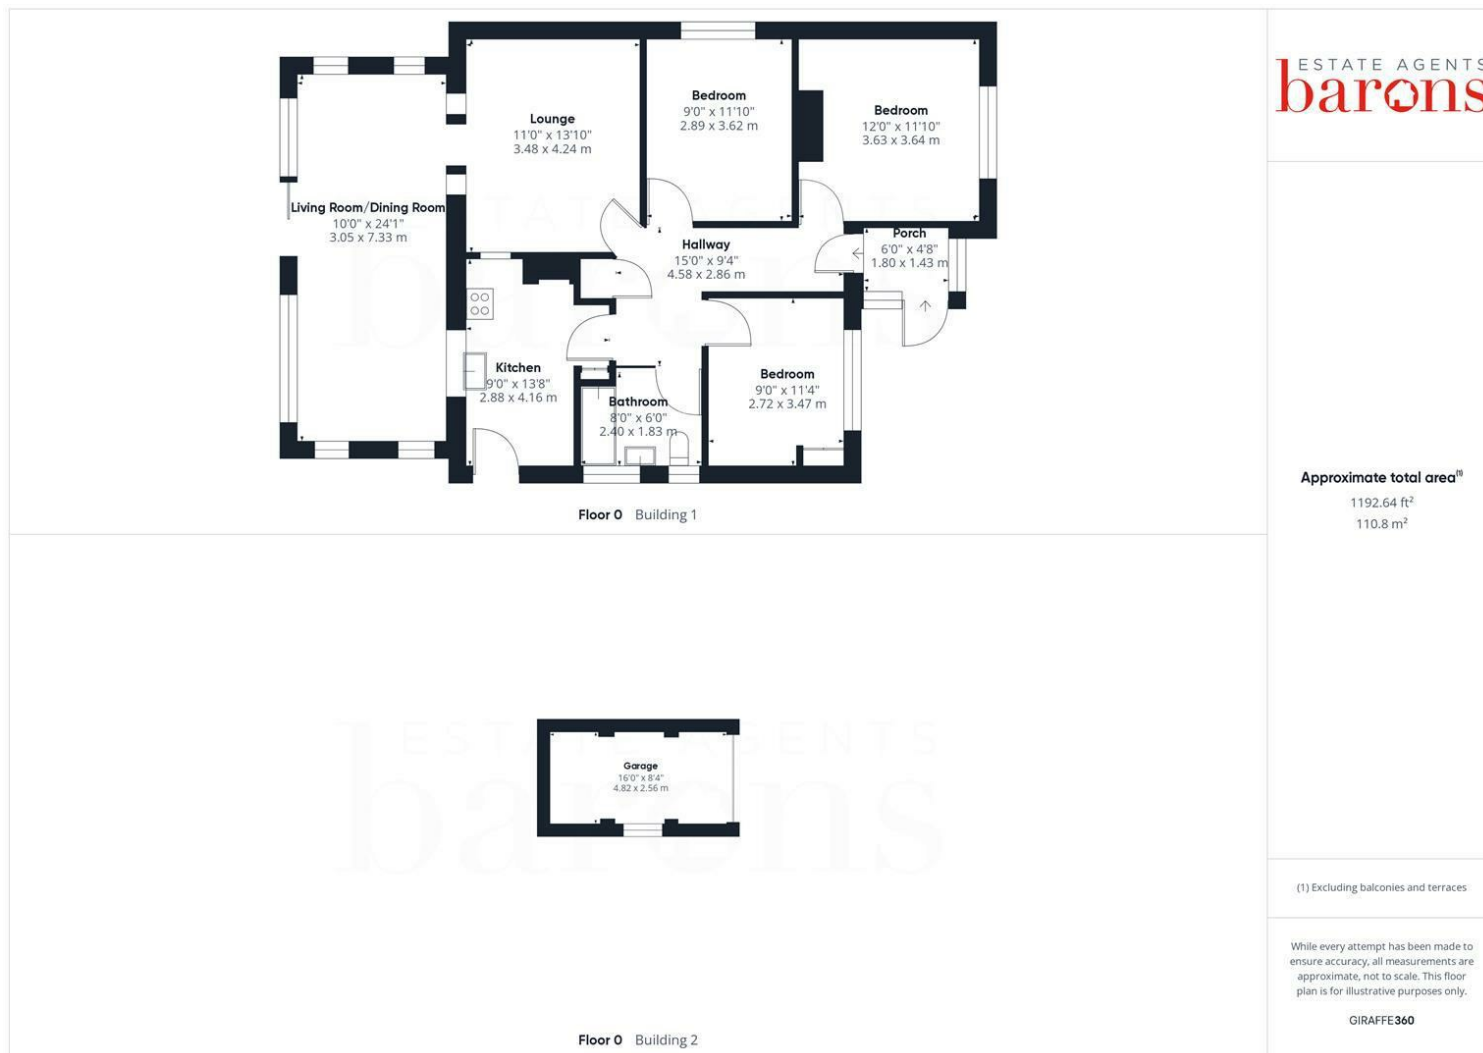 Lounge
11'0" x 13'10"
3.48 x 4.24 m
Bedroom
9'0" x 11'10"
2.89 x 3.62 m
Bedroom
12'0" x 11'10"
3.63 x 3.64 m
Living Room/Dining Room
10'0" x 24'1"
3.05 x 7.33 m
Hallway
15'0" x 9'4"
4.58 x 2.86 m
Porch
6'0" x 4'8"
1.80 x 1.43 m
Kitchen
9'0" x 13'8"
2.88 x 4.16 m
Bathroom
8'0" x 6'0"
2.40 x 1.83 m
Bedroom
9'0" x 11'4"
2.72 x 3.47 m
Floor 0 Building 1
ESTATE AGENTS
barons
Garage
16'0" x 8'4"
4.82 x 2.56 m
Floor 0 Building 2
ESTATE AGENTS
barons
Approximate total area(1)
1192.64 ft²
110.8 m²
(1) Excluding balconies and terraces
While every attempt has been made to
ensure accuracy, all measurements are
approximate, not to scale. This floor
plan is for illustrative purposes only.
GIRAFFE360